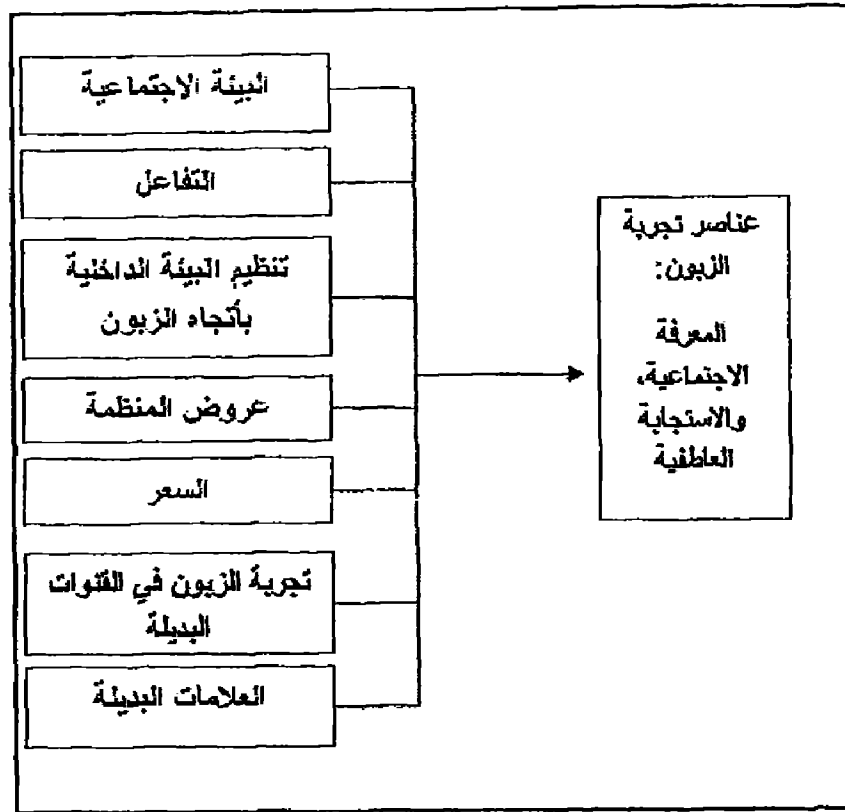 البيئة الاجتماعية
التفاعل
تنظيم البيئة الداخلية
بأتجاه الزبون
عروض المنظمة
السعر
تجربة الزبون في القنوات
البديلة
العلامات البديلة
عناصر تجربة
الزبون:
المعرفة
الاجتماعية،
والاستجابة
العاطفية